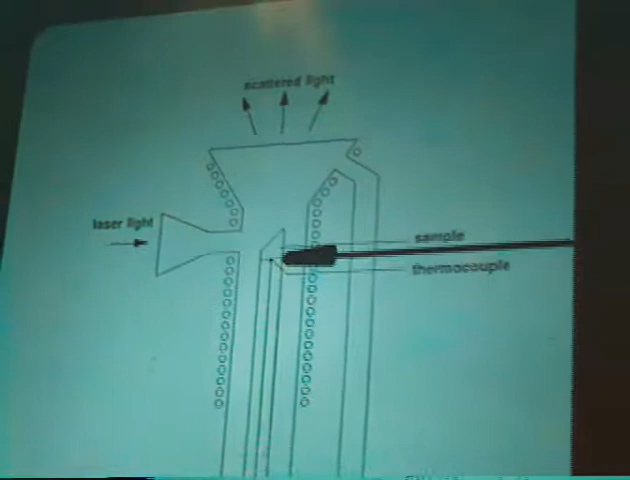 scattered light
laser light
sample
thermocouple